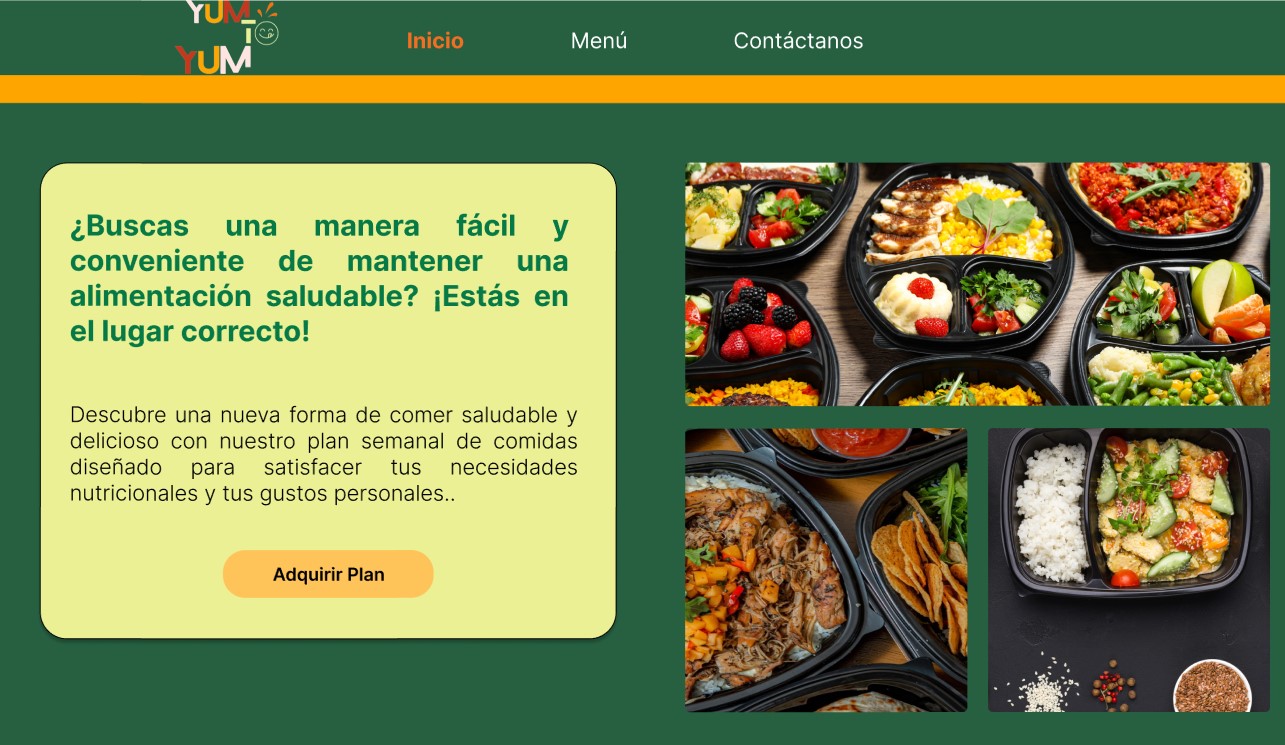 YUM
YUM
Inicio Menú Contáctanos
¿Buscas una manera fácil y
conveniente de mantener una
alimentación saludable? ¡Estás en
el lugar correcto!
Descubre una nueva forma de comer saludable y
delicioso con nuestro plan semanal de comidas
diseñado para satisfacer tus necesidades
nutricionales y tus gustos personales..
Adquirir Plan